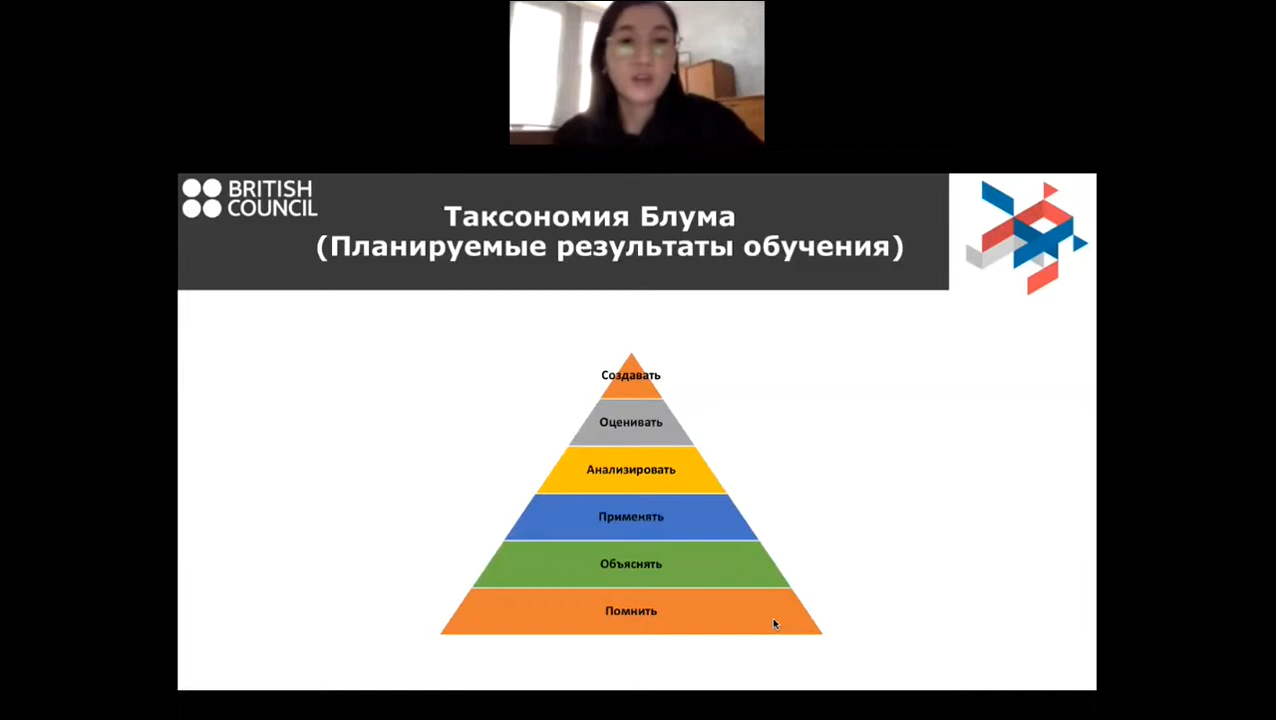 BRITISH
COUNCIL
Таксономия Блума
(Планируемые результаты обучения)
Создавать
Оценивать
Анализировать
Применять
Объяснять
Помнить